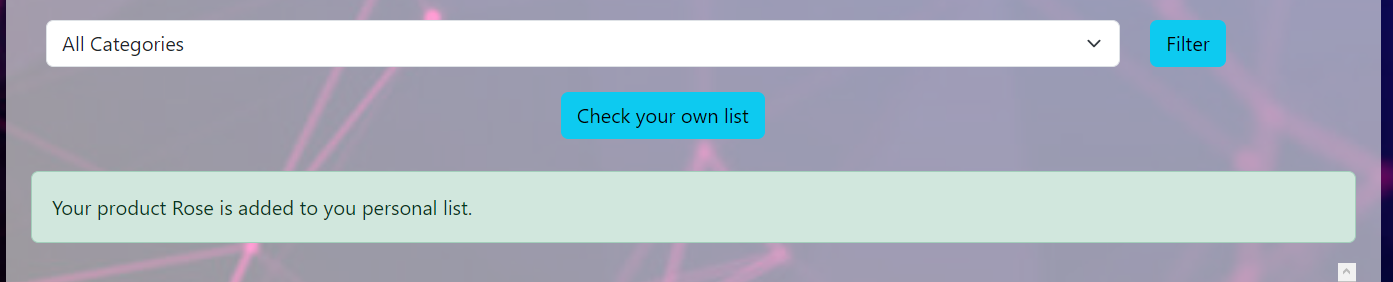 All Categories
Filter
Check your own list
Your product Rose is added to you personal list.